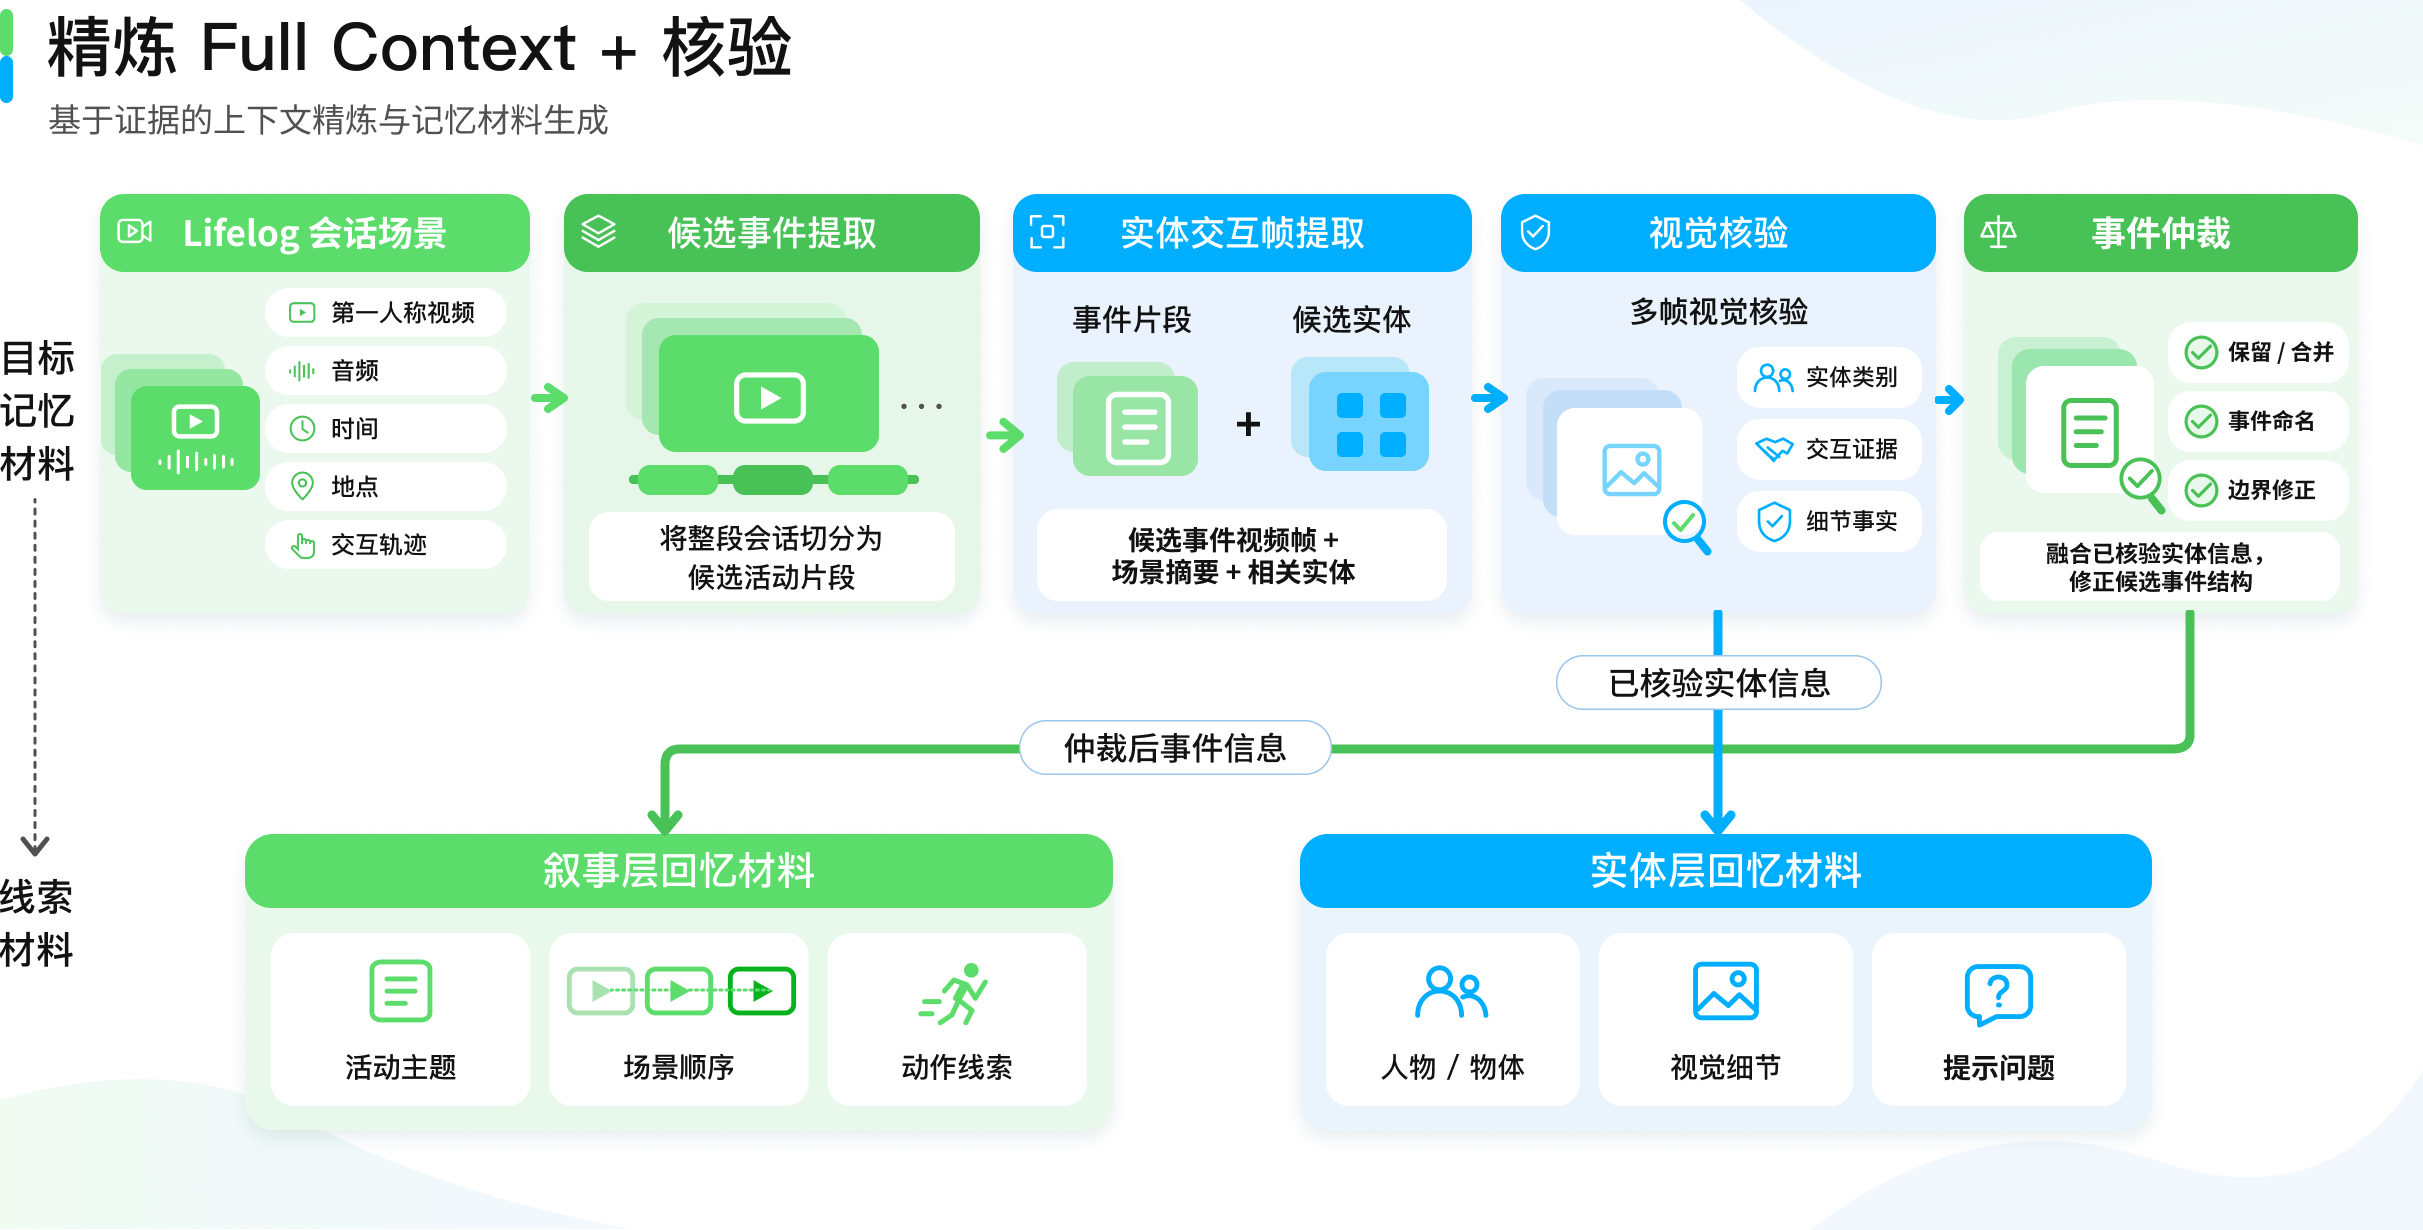 精炼 Full Context + 核验
基于证据的上下文精炼与记忆材料生成
目标
记忆
材料
线索
材料
Lifelog 会话场景
第一人称视频
音频
时间
地点
交互轨迹
候选事件提取
...
将整段会话切分为
候选活动片段
实体交互帧提取
事件片段
+
候选实体
候选事件视频帧 +
场景摘要 + 相关实体
视觉核验
多帧视觉核验
实体类别
交互证据
细节事实
事件仲裁
保留 / 合并
事件命名
边界修正
融合已核验实体信息，
修正候选事件结构
已核验实体信息
仲裁后事件信息
叙事层回忆材料
活动主题
场景顺序
动作线索
实体层回忆材料
人物 / 物体
视觉细节
提示问题